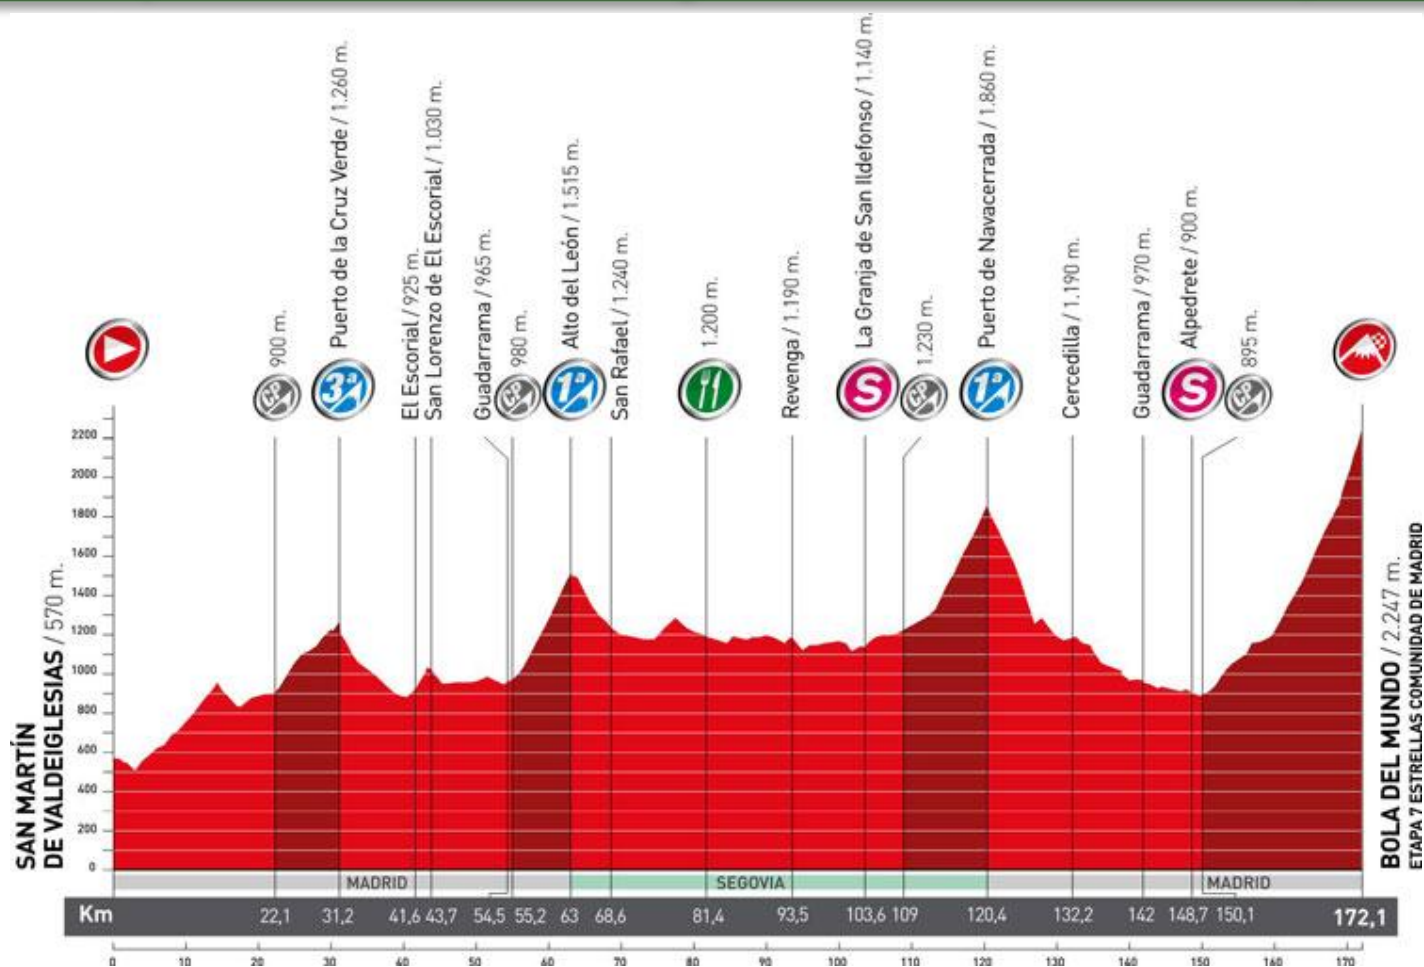 900 m.
Puerto de la Cruz Verde / 1.260 m.
El Escorial / 925 m.
San Lorenzo de El Escorial / 1.030 m.
Guadarrama / 965 m.
980 m.
Alto del León / 1.515 m.
San Rafael / 1.240 m.
1.200 m.
Revenga / 1.190 m.
La Granja de San Ildefonso / 1.140 m.
1.230 m.
Puerto de Navacerrada / 1.860 m.
Cercedilla / 1.190 m.
Guadarrama / 970 m.
Alpedrete / 900 m.
895 m.
CP 3ª CP 1ª S CP 1ª S CP
2200
2000
1800
1600
1400
1200
1000
800
600
400
200
0
SAN MARTÍN
DE VALDEIGLESIAS / 570 m.
BOLA DEL MUNDO / 2.247 m.
ETAPA 7 ESTRELLAS COMUNIDAD DE MADRID
MADRID SEGOVIA MADRID
Km 22,1 31,2 41,6 43,7 54,5 55,2 63 68,6 81,4 93,5 103,6 109 120,4 132,2 142 148,7 150,1 172,1
0 10 20 30 40 50 60 70 80 90 100 110 120 130 140 150 160 170